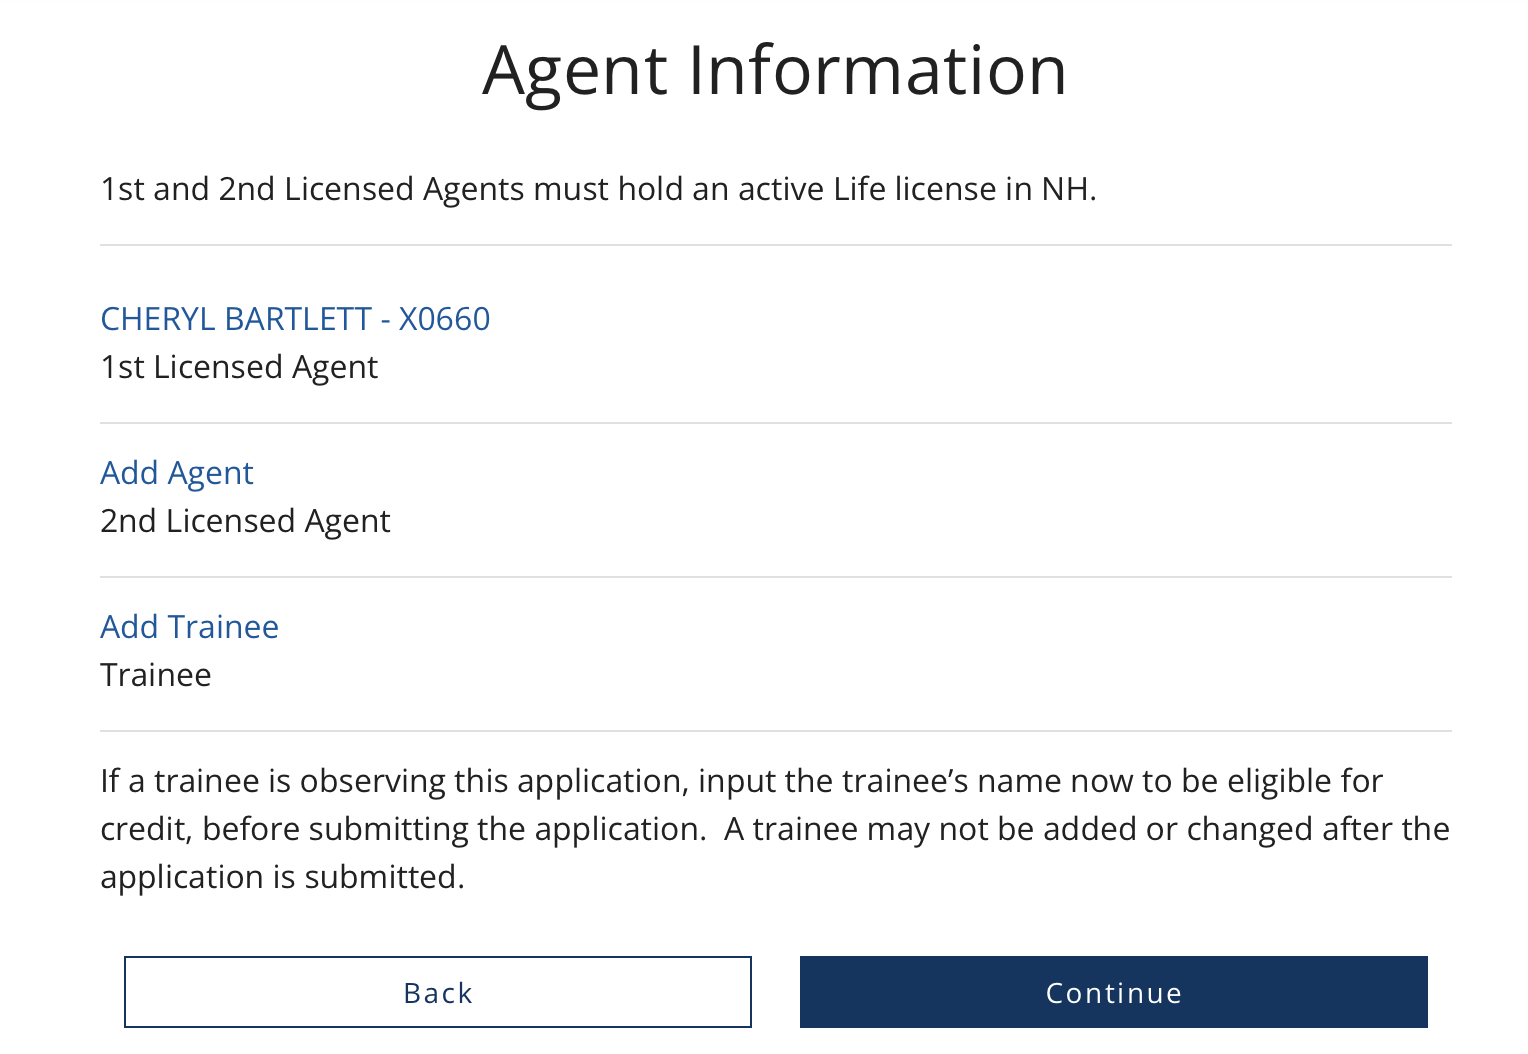 Agent Information
1st and 2nd Licensed Agents must hold an active Life license in NH.
CHERYL BARTLETT - X0660
1st Licensed Agent
Add Agent
2nd Licensed Agent
Add Trainee
Trainee
If a trainee is observing this application, input the trainee’s name now to be eligible for
credit, before submitting the application.  A trainee may not be added or changed after the
application is submitted.
Back
Continue